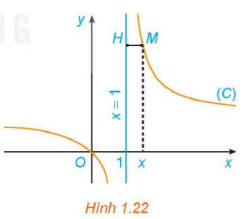 y
H M
x = 1
(C)
O 1 x x
Hình 1.22